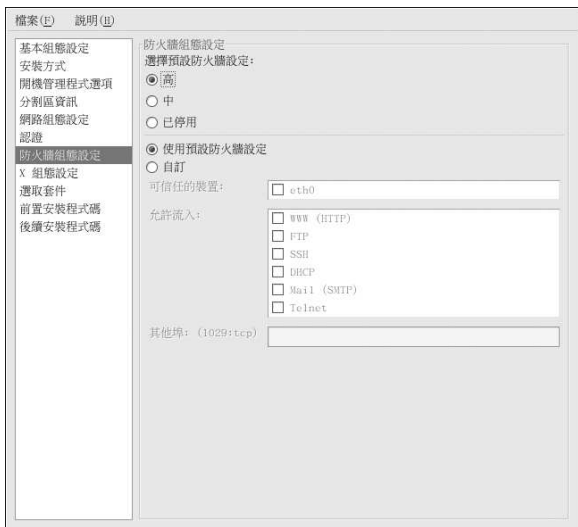 檔案(F) 說明(H)
基本組態設定
安裝方式
開機管理程式選項
分割區資訊
網路組態設定
認證
防火牆組態設定
X 組態設定
選取套件
前置安裝程式碼
後續安裝程式碼
防火牆組態設定
選擇預設防火牆設定:
高
中
已停用
使用預設防火牆設定
自訂
可信任的裝置:
eth0
允許流入:
WWW (HTTP)
FTP
SSH
DHCP
Mail (SMTP)
Telnet
其他埠: (1029:tcp)